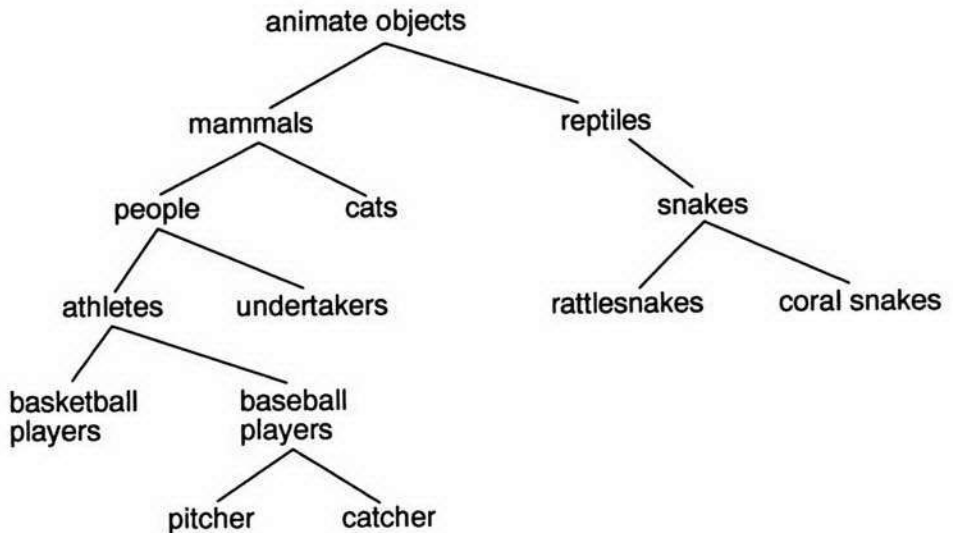 animate objects
mammals
reptiles
people
cats
snakes
athletes
undertakers
rattlesnakes
coral snakes
basketball
players
baseball
players
pitcher
catcher